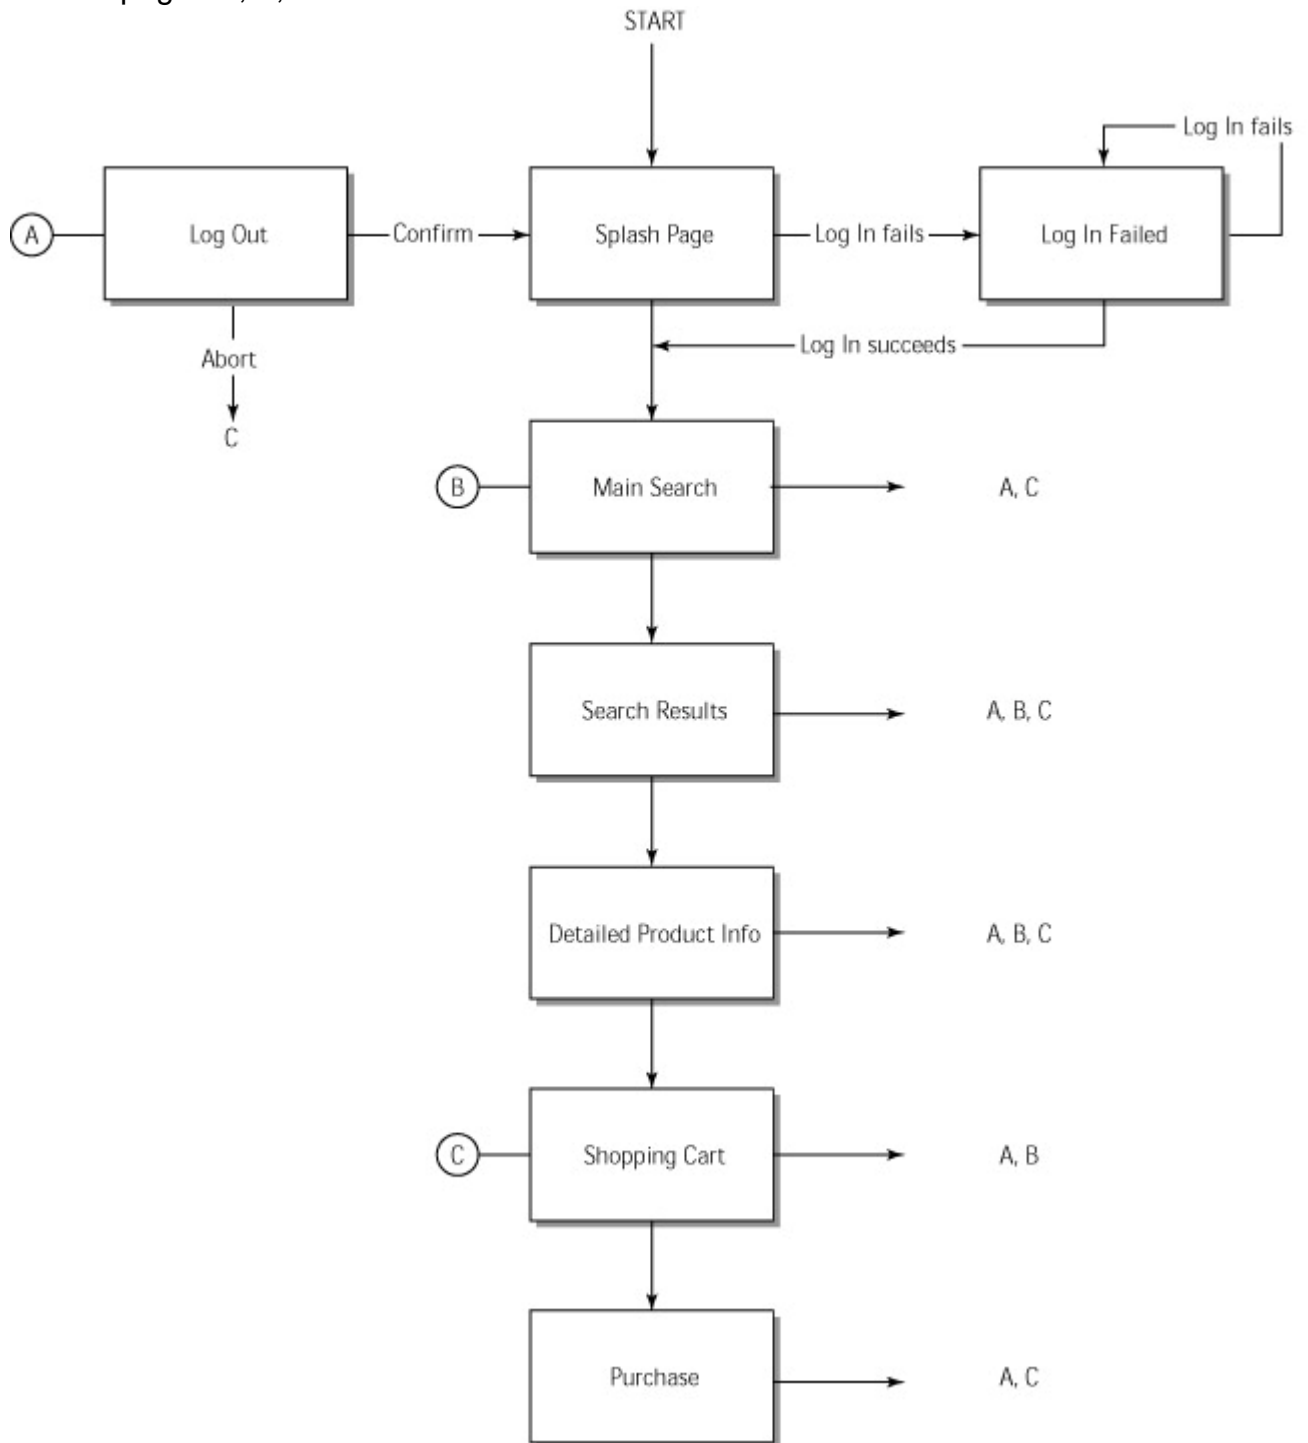 START
Log In fails
A
Log Out
Confirm
Splash Page
Log In fails
Log In Failed
Log In succeeds
Abort
C
B
Main Search
A, C
Search Results
A, B, C
Detailed Product Info
A, B, C
C
Shopping Cart
A, B
Purchase
A, C